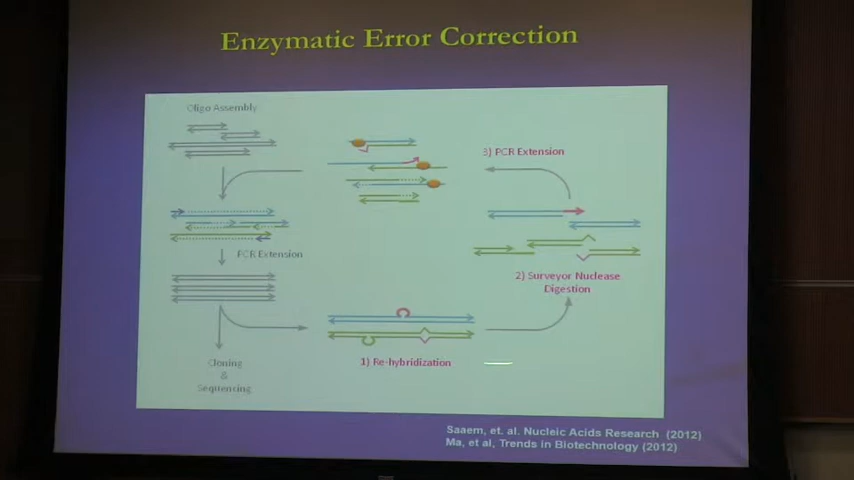 Enzymatic Error Correction
Oligo Assembly
3) PCR Extension
PCR Extension
2) Surveyor Nuclease
Digestion
1) Re-hybridization
Cloning
&
Sequencing
Saaem, et. al. Nucleic Acids Research (2012)
Ma, et al, Trends in Biotechnology (2012)